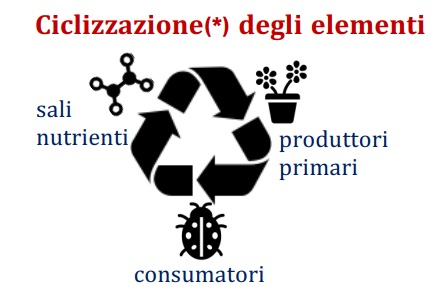 Ciclizzazione(*) degli elementi
sali
nutrienti
produttori
primari
consumatori